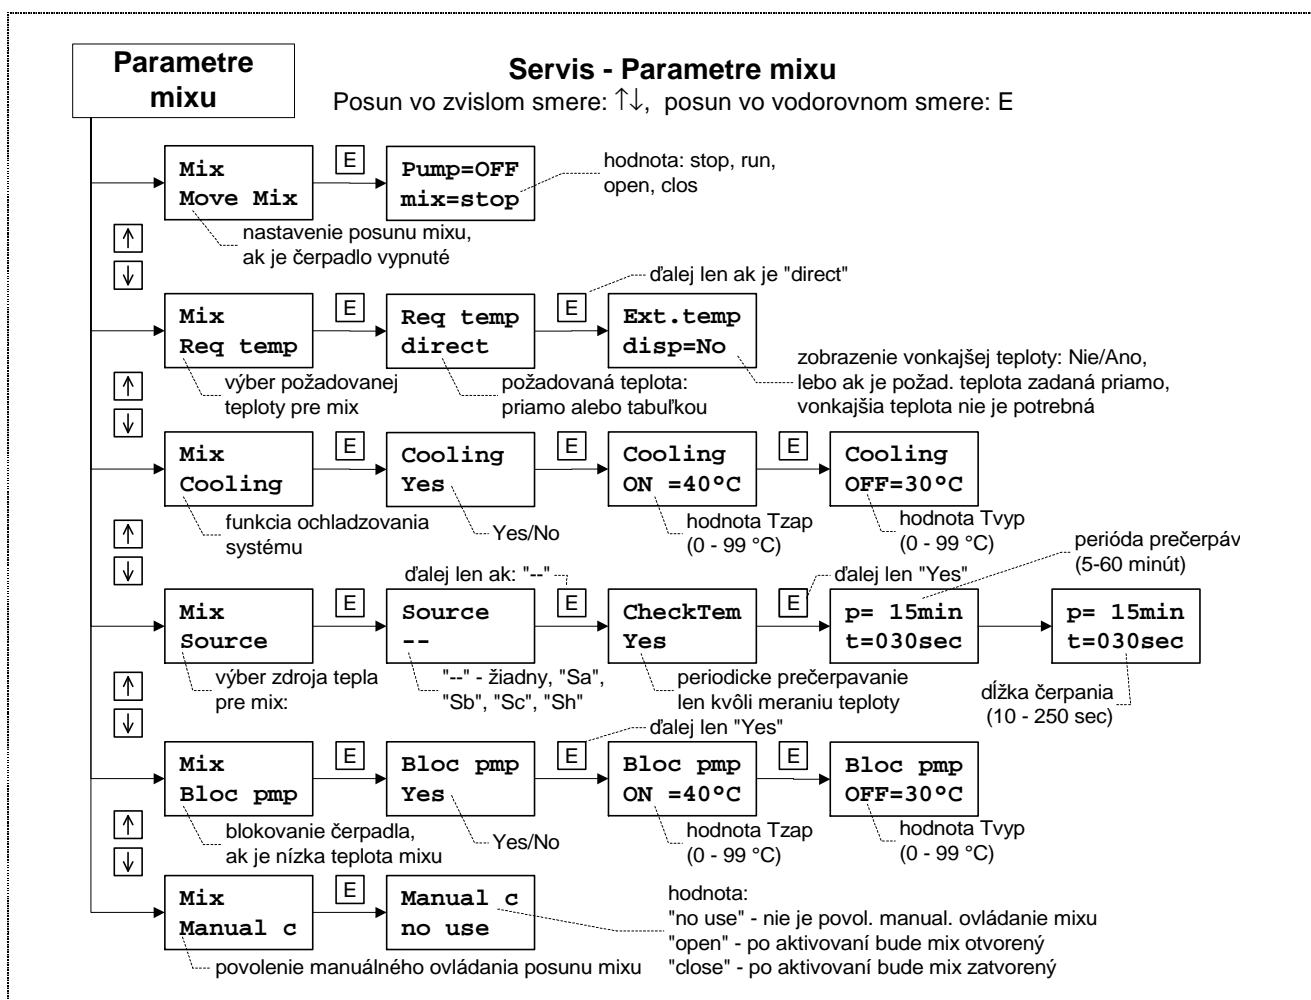 Parametre
mixu
Servis - Parametre mixu
Posun vo zvislom smere: ↑↓, posun vo vodorovnom smere: E
Mix
Move Mix
E
Pump=OFF
mix=stop
hodnota: stop, run,
open, clos
nastavenie posunu mixu,
ak je čerpadlo vypnuté
↑
↓
ďalej len ak je "direct"
Mix
Req temp
E
Req temp
direct
E
Ext.temp
disp=No
výber požadovanej
teploty pre mix
požadovaná teplota:
priamo alebo tabuľkou
zobrazenie vonkajšej teploty: Nie/Ano,
lebo ak je požad. teplota zadaná priamo,
vonkajšia teplota nie je potrebná
↑
↓
Mix
Cooling
E
Cooling
Yes
E
Cooling
ON =40°C
E
Cooling
OFF=30°C
funkcia ochladzovania
systému
Yes/No
hodnota Tzap
(0 - 99 °C)
hodnota Tvyp
(0 - 99 °C)
↑
↓
perióda prečerpáv
(5-60 minút)
ďalej len ak: "--"
ďalej len "Yes"
Mix
Source
E
Source
--
E
CheckTem
Yes
E
p= 15min
t=030sec
p= 15min
t=030sec
výber zdroja tepla
pre mix:
"--" - žiadny, "Sa",
"Sb", "Sc", "Sh"
periodicke prečerpavanie
len kvôli meraniu teploty
dĺžka čerpania
(10 - 250 sec)
↑
↓
ďalej len "Yes"
Mix
Bloc pmp
E
Bloc pmp
Yes
E
Bloc pmp
ON =40°C
E
Bloc pmp
OFF=30°C
blokovanie čerpadla,
ak je nízka teplota mixu
Yes/No
hodnota Tzap
(0 - 99 °C)
hodnota Tvyp
(0 - 99 °C)
↑
↓
Mix
Manual c
E
Manual c
no use
hodnota:
"no use" - nie je povol. manual. ovládanie mixu
"open" - po aktivovaní bude mix otvorený
"close" - po aktivovaní bude mix zatvorený
povolenie manuálného ovládania posunu mixu